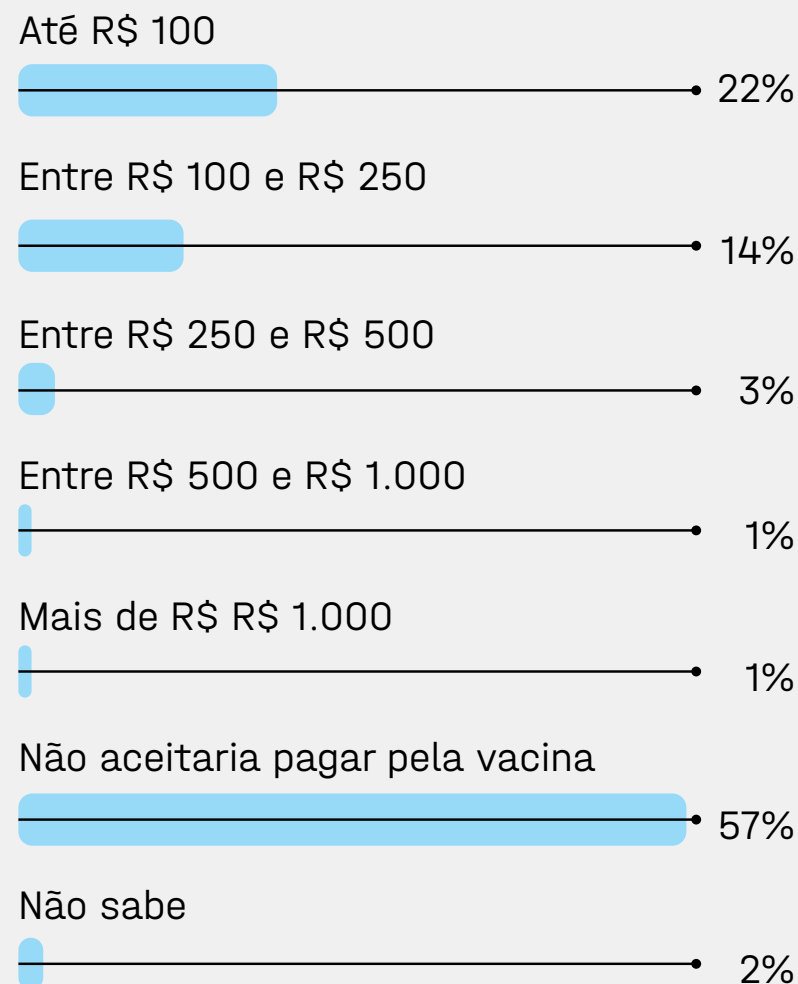 Até R$ 100
22%
Entre R$ 100 e R$ 250
14%
Entre R$ 250 e R$ 500
3%
Entre R$ 500 e R$ 1.000
1%
Mais de R$ R$ 1.000
1%
Não aceitaria pagar pela vacina
57%
Não sabe
2%